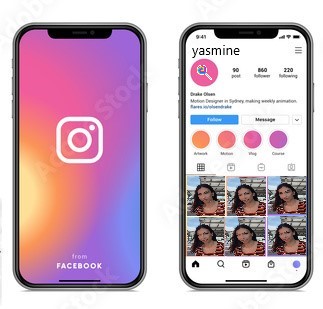 from
FACEBOOK
9:41
yasmine
90 860 220
post follower following
Drake Olsen
Motion Designer in Sydney, making weekly animation.
flares.io/olsendrake
Follow Message
Artwork Motion Vlog Course